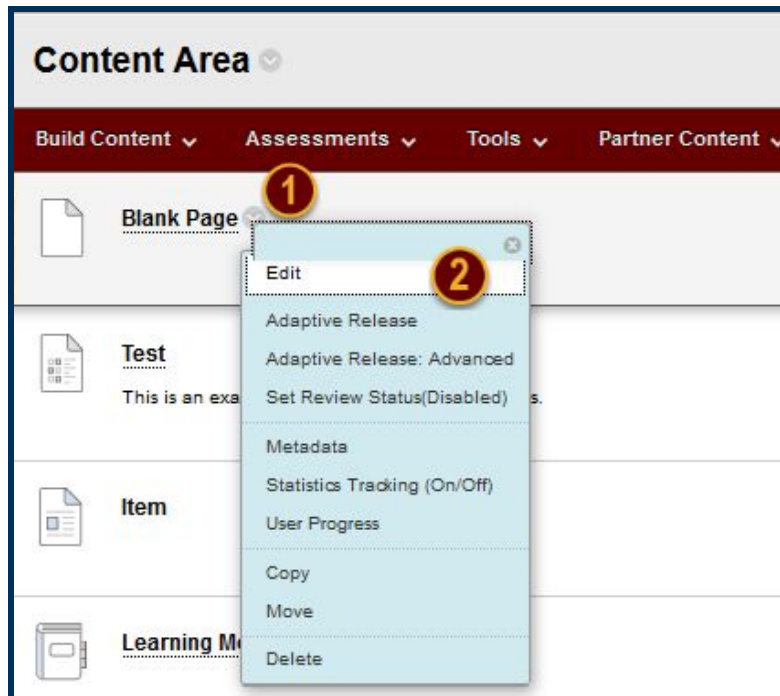 Content Area
Build Content Assessments Tools Partner Content
1
Blank Page
2
Edit
Adaptive Release
Test
Adaptive Release: Advanced
This is an
Set Review Status(Disabled)
s.
Metadata
Statistics Tracking (On/Off)
Item
User Progress
Copy
Move
Learning
Delete